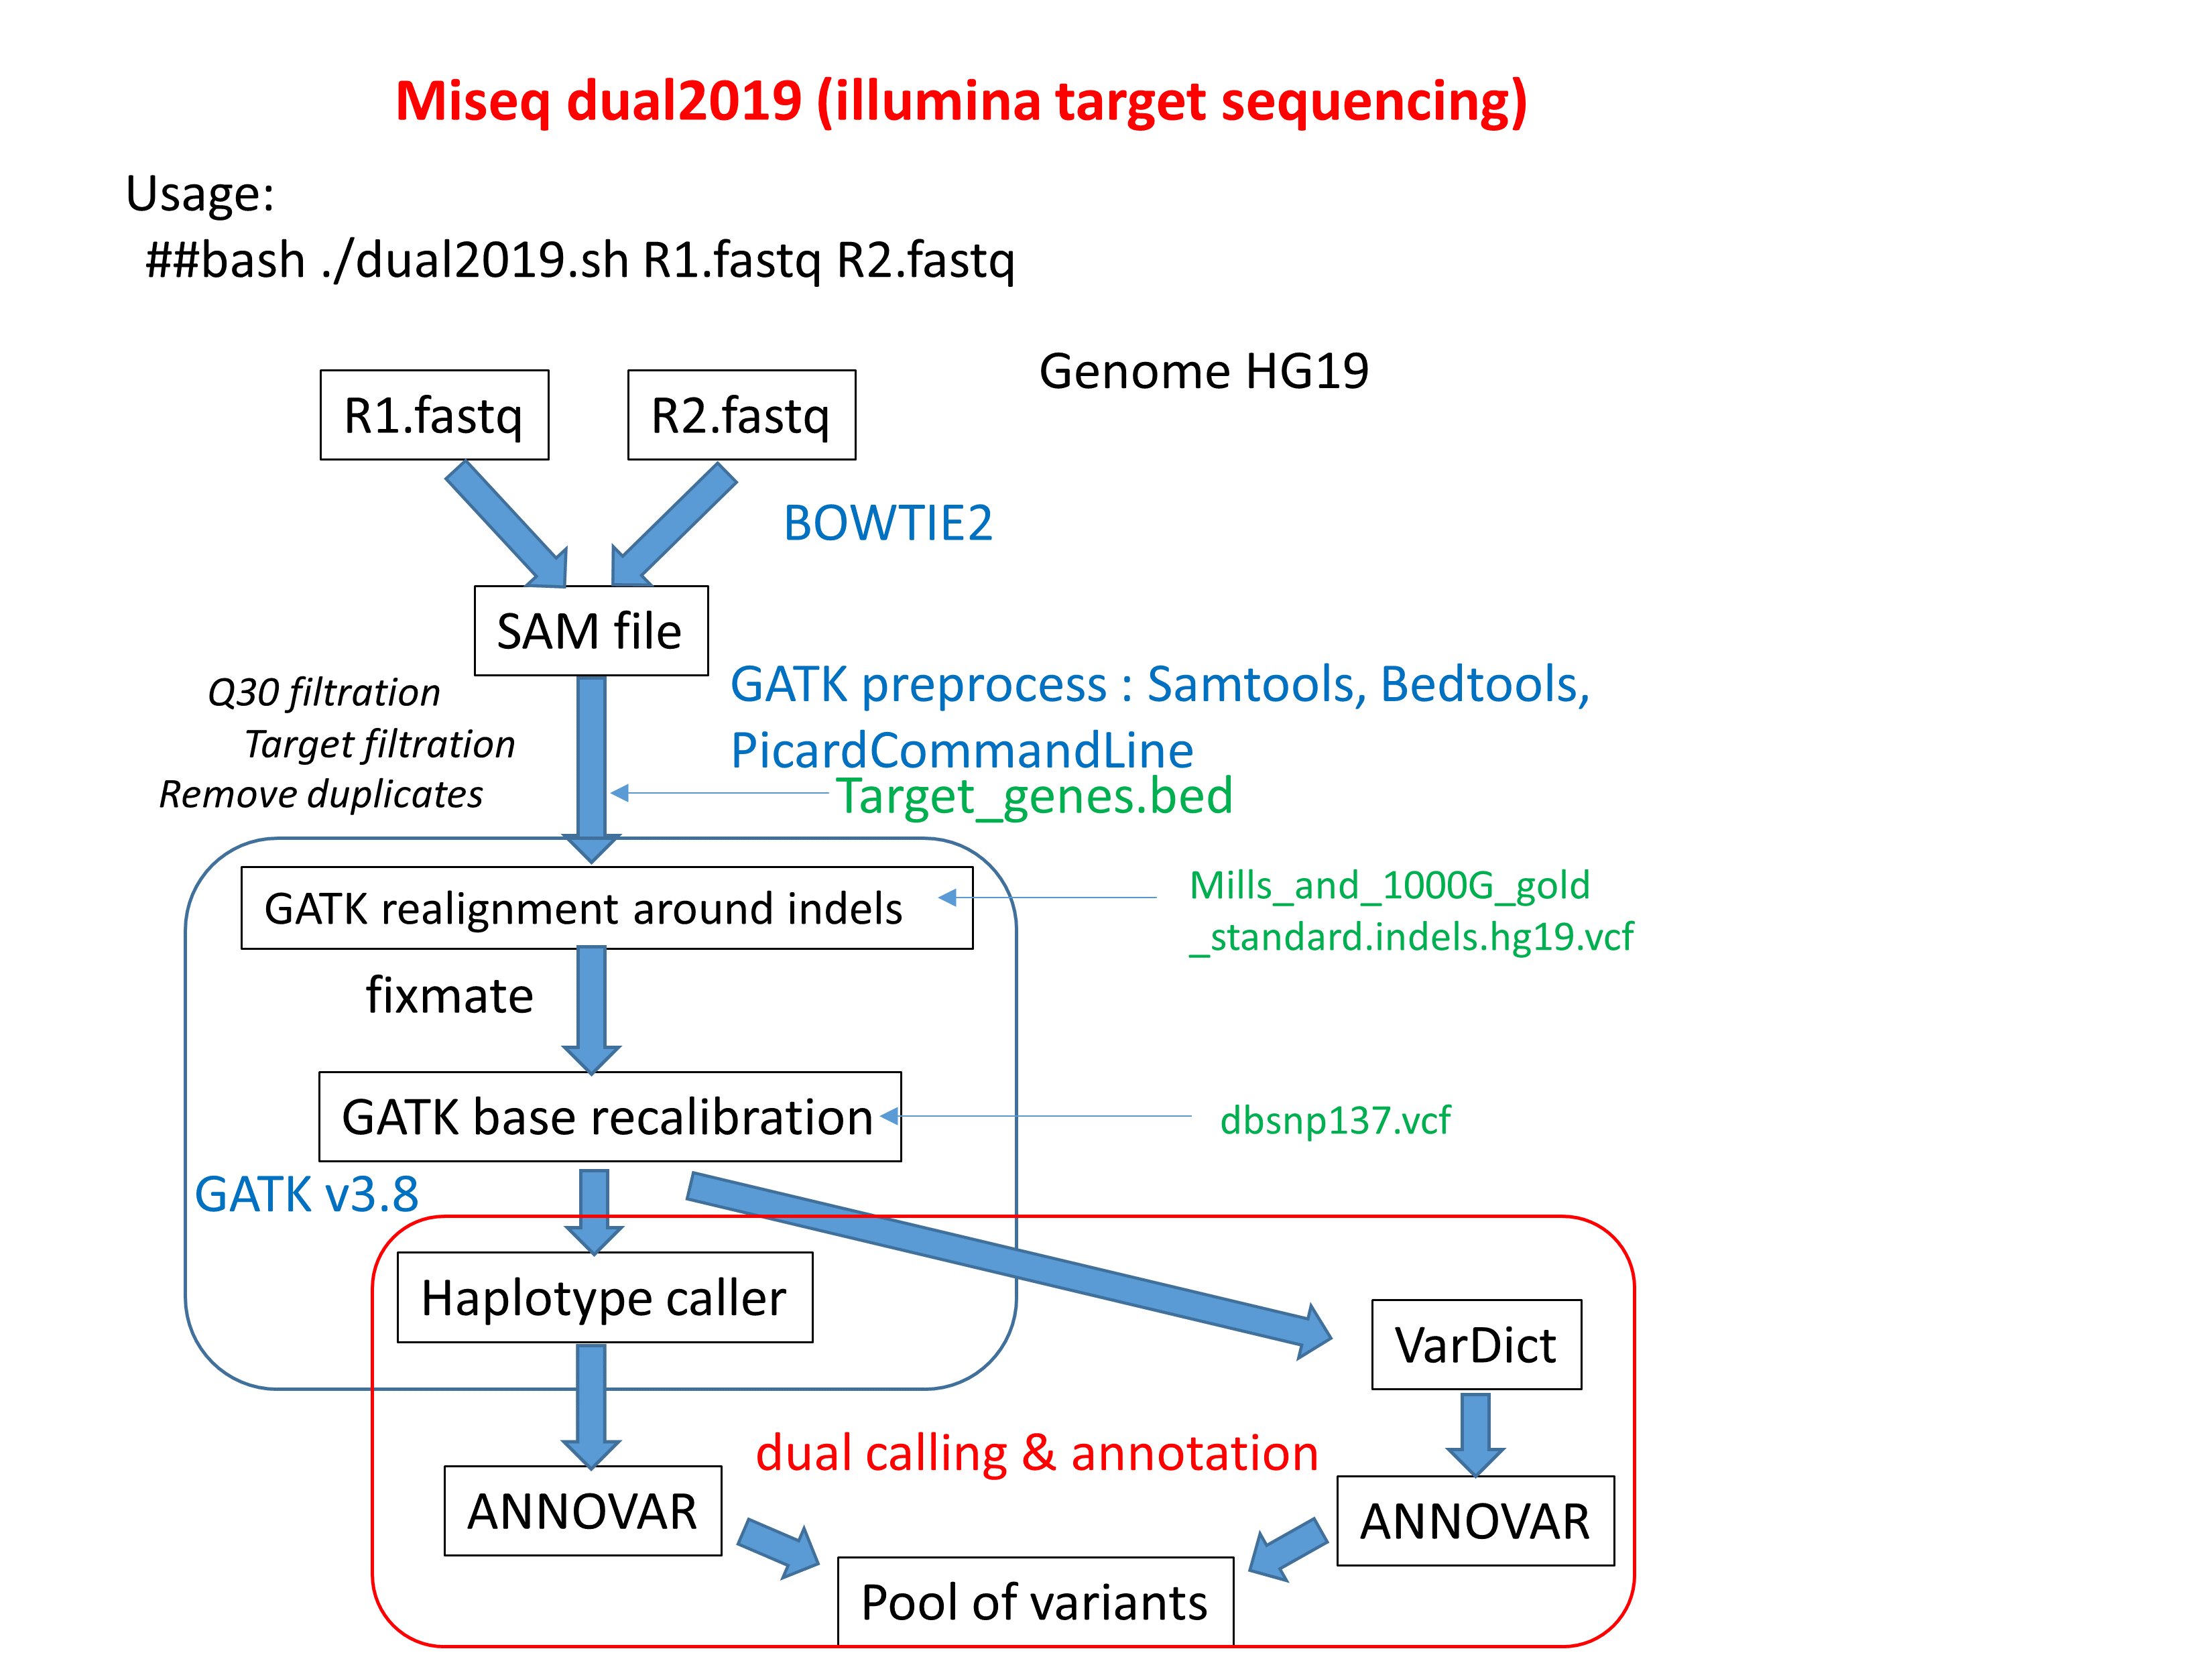 Miseq dual2019 (illumina target sequencing)
Usage:
##bash ./dual2019.sh R1.fastq R2.fastq
Genome HG19
R1.fastq
R2.fastq
BOWTIE2
SAM file
Q30 filtration
Target filtration
Remove duplicates
GATK preprocess : Samtools, Bedtools,
PicardCommandLine
Target_genes.bed
GATK realignment around indels
Mills_and_1000G_gold
_standard.indels.hg19.vcf
fixmate
GATK base recalibration
dbsnp137.vcf
GATK v3.8
Haplotype caller
VarDict
dual calling & annotation
ANNOVAR
ANNOVAR
Pool of variants